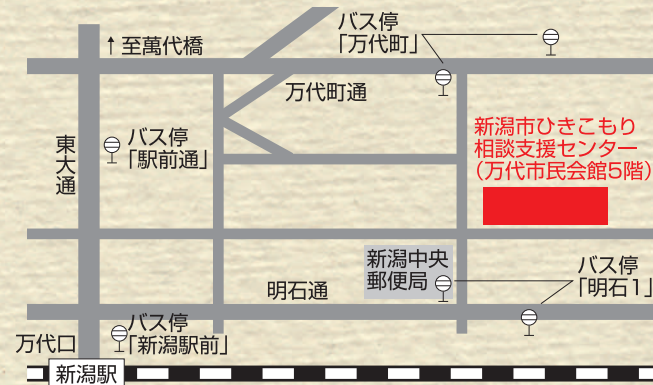 ↑至萬代橋
バス停
「万代町」
万代町通
東大通
バス停
「駅前通」
新潟市ひきこもり
相談支援センター
（万代市民会館5階）
新潟中央
郵便局
明石通
バス停
「明石1」
万代口
バス停
「新潟駅前」
新潟駅